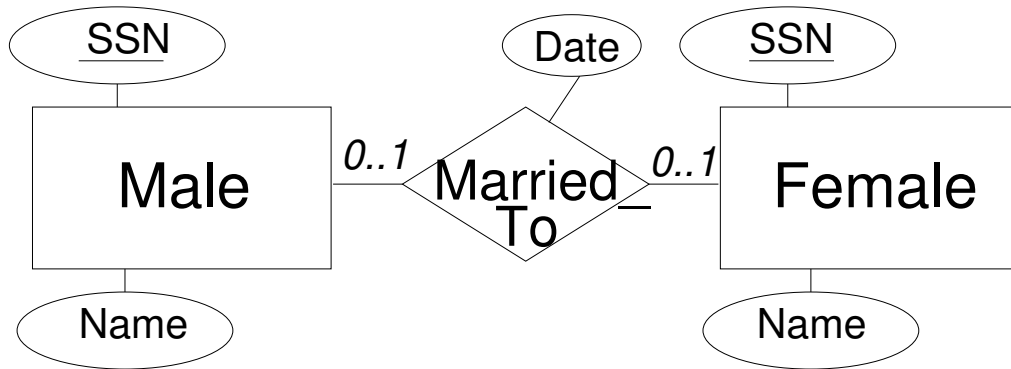 SSN
Date
SSN
Male
0..1
Married_
To
0..1
Female
Name
Name